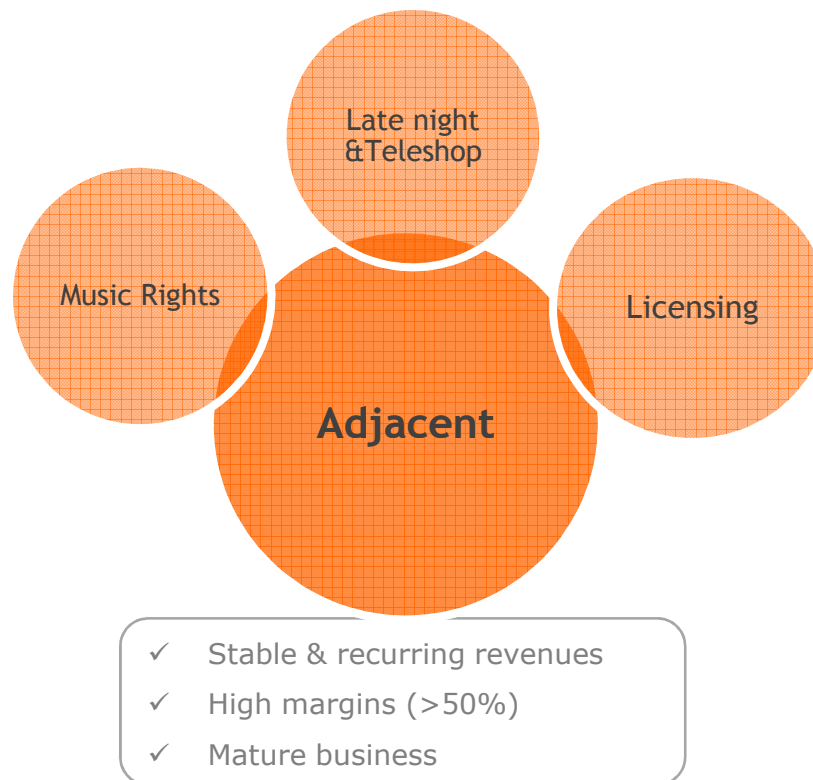 Late night
&Teleshop
Music Rights
Licensing
Adjacent
✓ Stable & recurring revenues
✓ High margins (>50%)
✓ Mature business